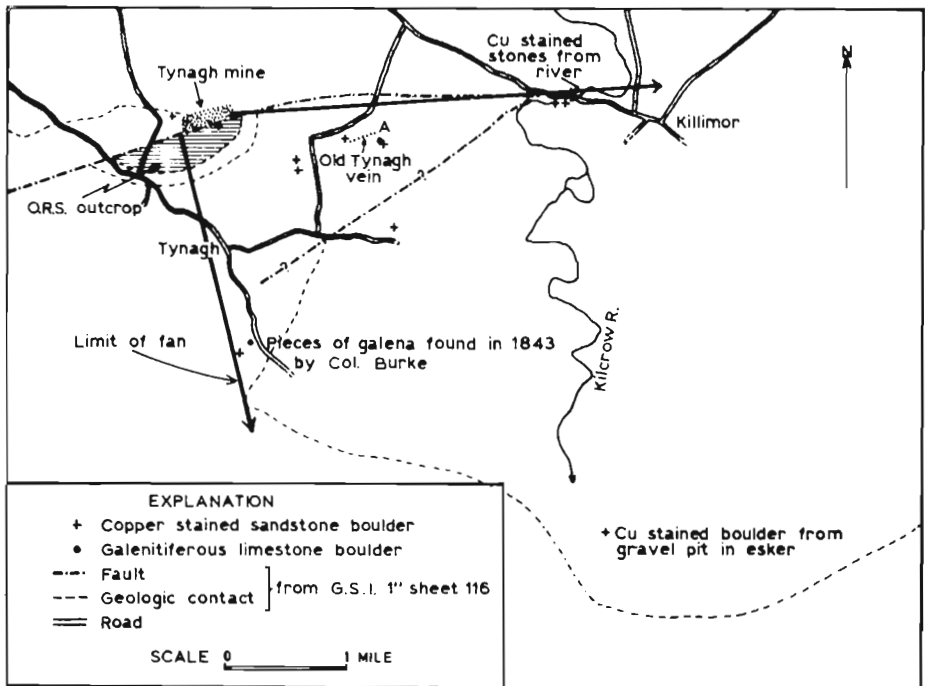 N
Cu stained
stones from
river
Tynagh mine
Killimor
A
Old Tynagh
vein
O.R.S. outcrop
Tynagh
?
?
Limit of fan
Pieces of galena found in 1843
by Col. Burke
Kilcrow R.
Cu stained boulder from
gravel pit in esker
EXPLANATION
+ Copper stained sandstone boulder
• Galenitiferous limestone boulder
Fault
Geologic contact
from G.S.I. 1" sheet 116
Road
SCALE 0 1 MILE